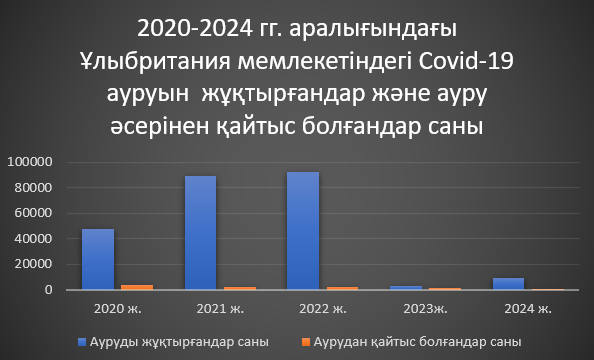 2020-2024 гг. аралығындағы
Ұлыбритания мемлекетіндегі Covid-19
ауруын жұқтырғандар және ауру
әсерінен қайтыс болғандар саны
100000
80000
60000
40000
20000
0
2020 ж. 2021 ж. 2022 ж. 2023ж. 2024 ж.
Ауруды жұқтырғандар саны Аурудан қайтыс болғандар саны